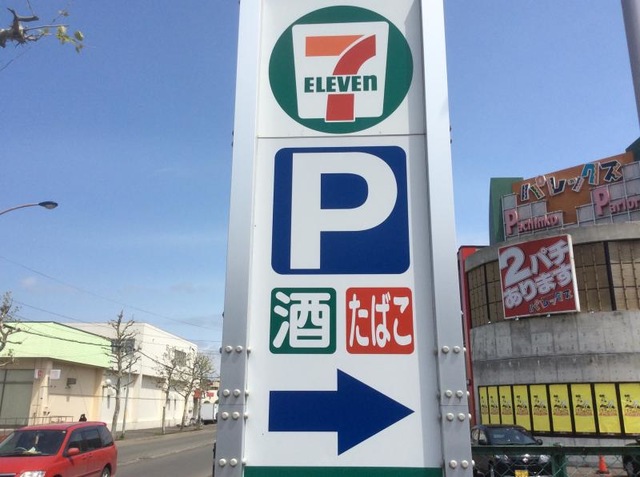 7
ELEVEn
P
酒
たばこ
パレックス
Pachinko
Parlor
2パチ
あります
パレックス